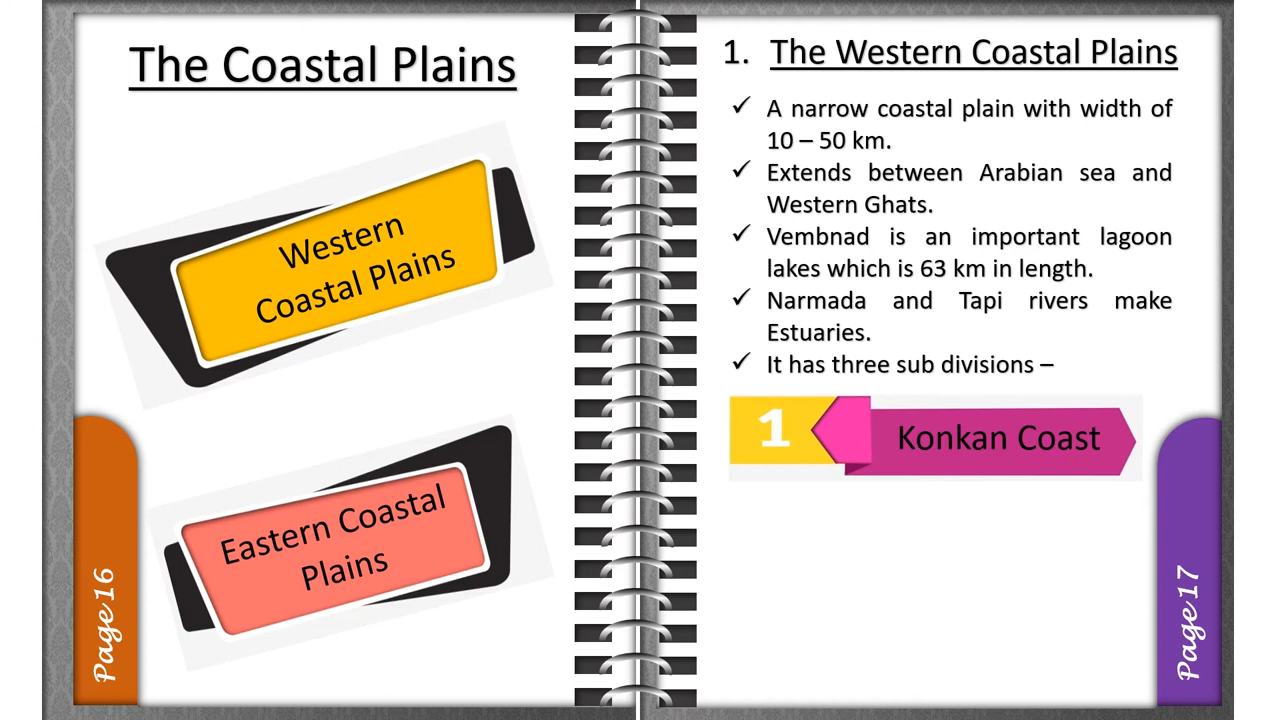 The Coastal Plains
Western
Coastal Plains
Eastern Coastal
Plains
Page 16
1. The Western Coastal Plains
✓ A narrow coastal plain with width of
10 – 50 km.
✓ Extends between Arabian sea and
Western Ghats.
✓ Vembnad is an important lagoon
lakes which is 63 km in length.
✓ Narmada and Tapi rivers make
Estuaries.
✓ It has three sub divisions –
1 Konkan Coast
Page 17